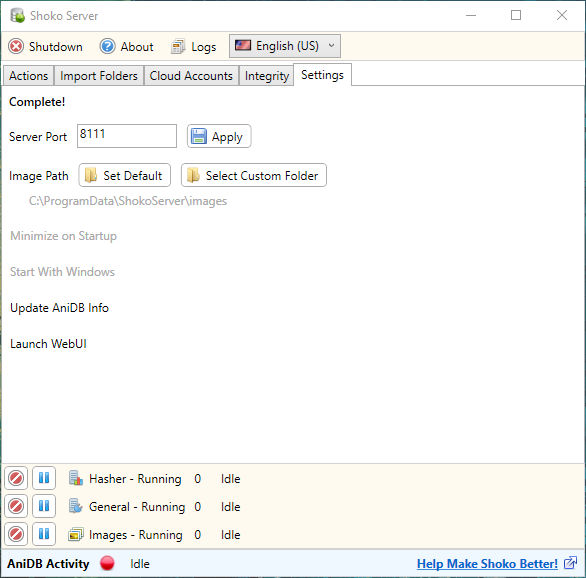 Shoko Server
Shutdown About Logs English (US)
Actions Import Folders Cloud Accounts Integrity Settings
Complete!
Server Port 8111 Apply
Image Path Set Default Select Custom Folder
C:\ProgramData\ShokoServer\images
Minimize on Startup
Start With Windows
Update AniDB Info
Launch WebUI
Hasher - Running 0 Idle
General - Running 0 Idle
Images - Running 0 Idle
AniDB Activity Idle Help Make Shoko Better!